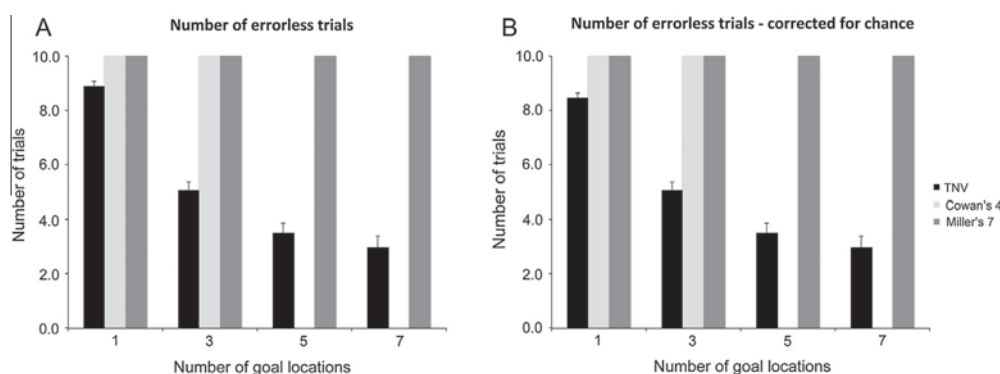 A
Number of errorless trials
10.0
8.0
6.0
4.0
2.0
0.0
Number of trials
1 3 5 7
Number of goal locations
B
Number of errorless trials - corrected for chance
10.0
8.0
6.0
4.0
2.0
0.0
Number of trials
1 3 5 7
Number of goal locations
TNV
Cowan's 4
Miller's 7